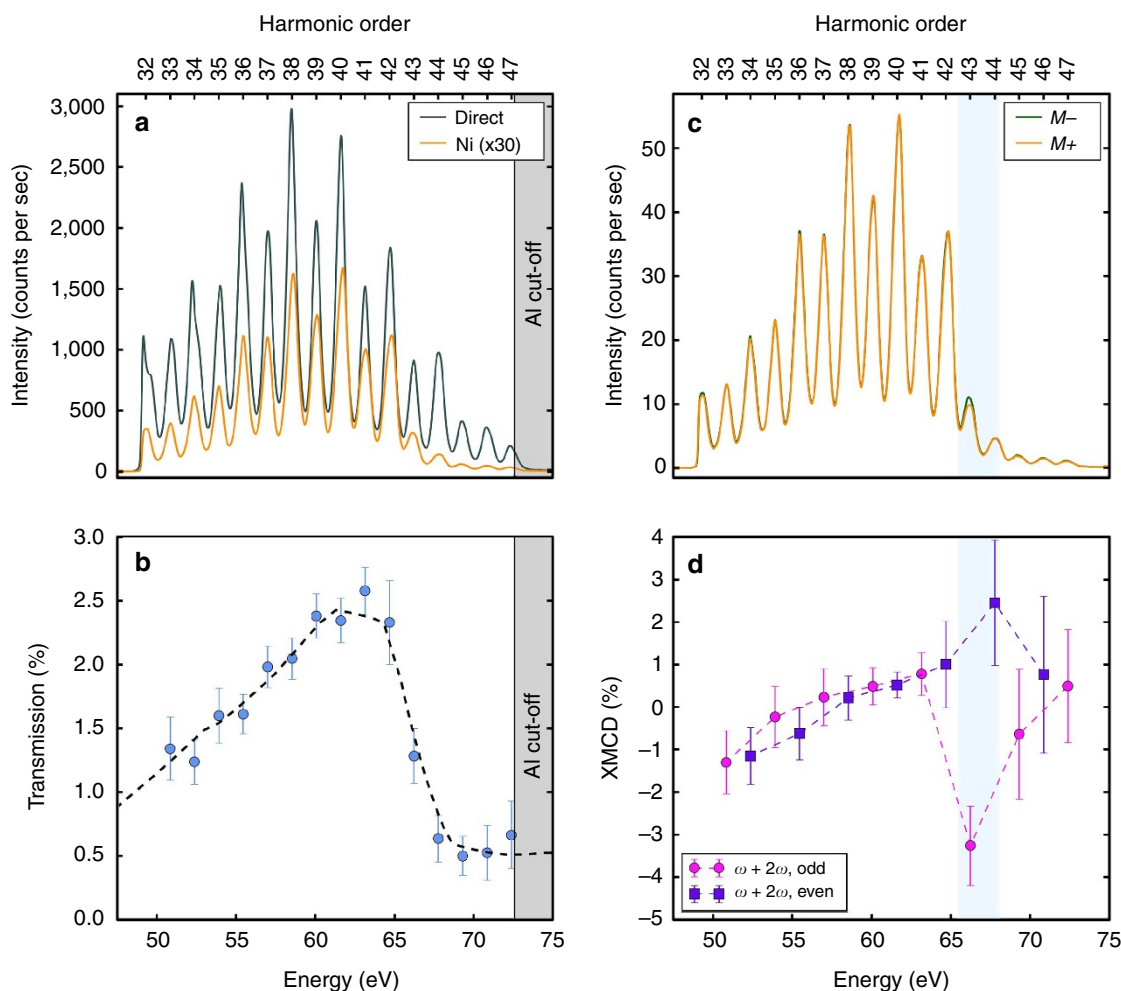 Harmonic order
32 33 34 35 36 37 38 39 40 41 42 43 44 45 46 47
a
Direct
Ni (x30)
Al cut-off
Intensity (counts per sec)
3,000
2,500
2,000
1,500
1,000
500
0
Harmonic order
32 33 34 35 36 37 38 39 40 41 42 43 44 45 46 47
c
M–
M+
Intensity (counts per sec)
50
40
30
20
10
0
b
Al cut-off
Transmission (%)
3.0
2.5
2.0
1.5
1.0
0.5
0.0
50 55 60 65 70 75
Energy (eV)
d
XMCD (%)
4
3
2
1
0
–1
–2
–3
–4
–5
ω + 2ω, odd
ω + 2ω, even
50 55 60 65 70 75
Energy (eV)